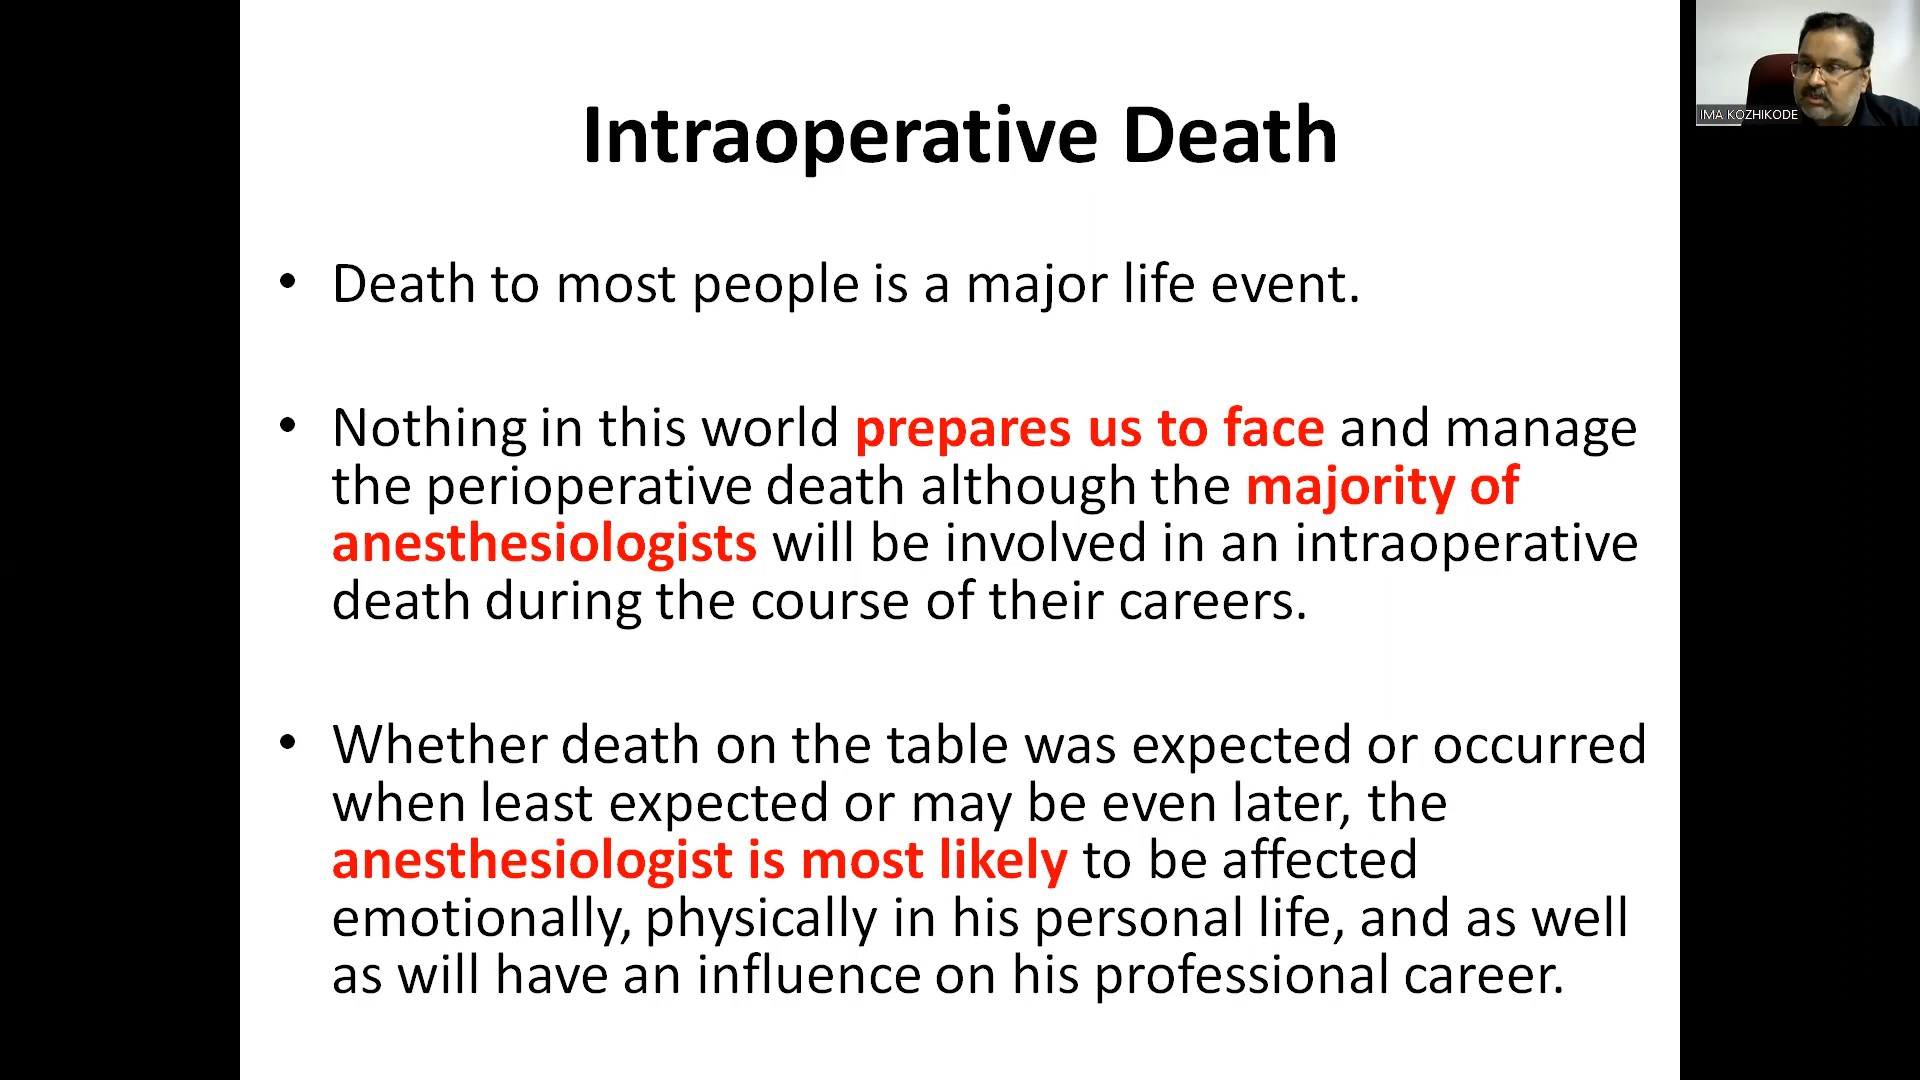 Intraoperative Death
IMA KOZHIKODE
• Death to most people is a major life event.
• Nothing in this world prepares us to face and manage
the perioperative death although the majority of
anesthesiologists will be involved in an intraoperative
death during the course of their careers.
• Whether death on the table was expected or occurred
when least expected or may be even later, the
anesthesiologist is most likely to be affected
emotionally, physically in his personal life, and as well
as will have an influence on his professional career.